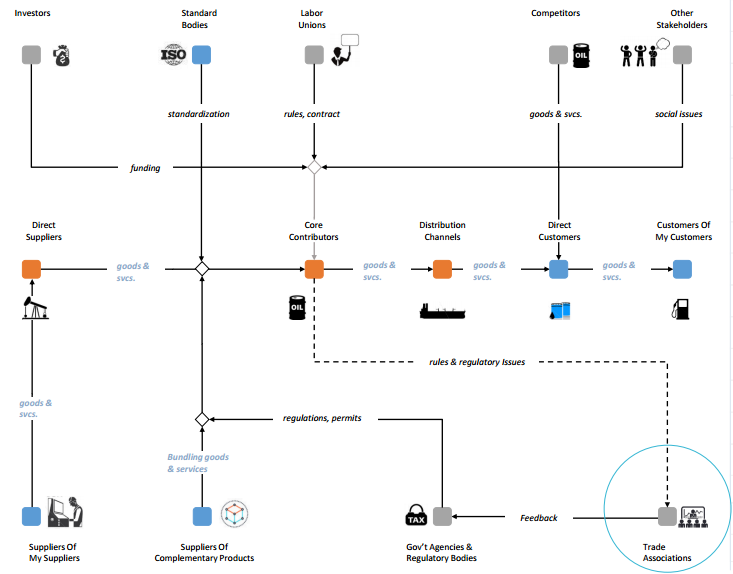 Investors
Standard
Bodies
Labor
Unions
Competitors
Other
Stakeholders
ISO
OIL
standardization
rules, contract
goods & svcs.
social issues
funding
Direct
Suppliers
Core
Contributors
Distribution
Channels
Direct
Customers
Customers Of
My Customers
goods &
svcs.
goods &
svcs.
goods &
svcs.
goods &
svcs.
OIL
rules & regulatory Issues
goods &
svcs.
regulations, permits
Bundling goods
& services
TAX
Feedback
Suppliers Of
My Suppliers
Suppliers Of
Complementary Products
Gov't Agencies &
Regulatory Bodies
Trade
Associations